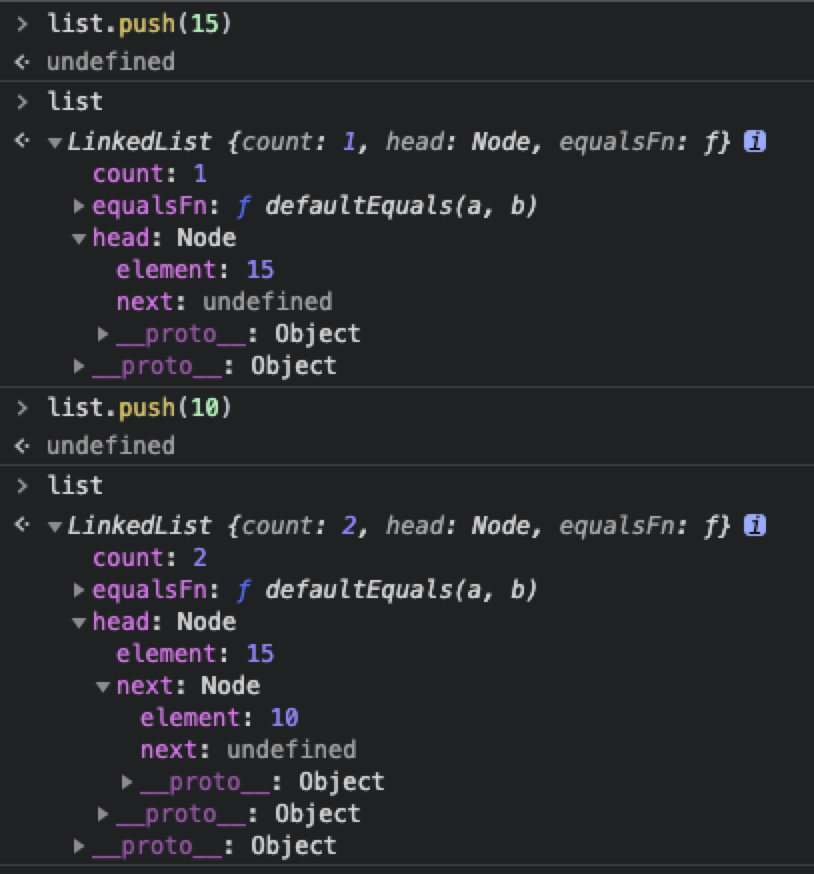 > list.push(15)
<· undefined
> list
<· ▼LinkedList {count: 1, head: Node, equalsFn: ƒ} i
count: 1
▶equalsFn: ƒ defaultEquals(a, b)
▼head: Node
element: 15
next: undefined
▶__proto__: Object
▶__proto__: Object
> list.push(10)
<· undefined
> list
<· ▼LinkedList {count: 2, head: Node, equalsFn: ƒ} i
count: 2
▶equalsFn: ƒ defaultEquals(a, b)
▼head: Node
element: 15
▼next: Node
element: 10
next: undefined
▶__proto__: Object
▶__proto__: Object
▶__proto__: Object